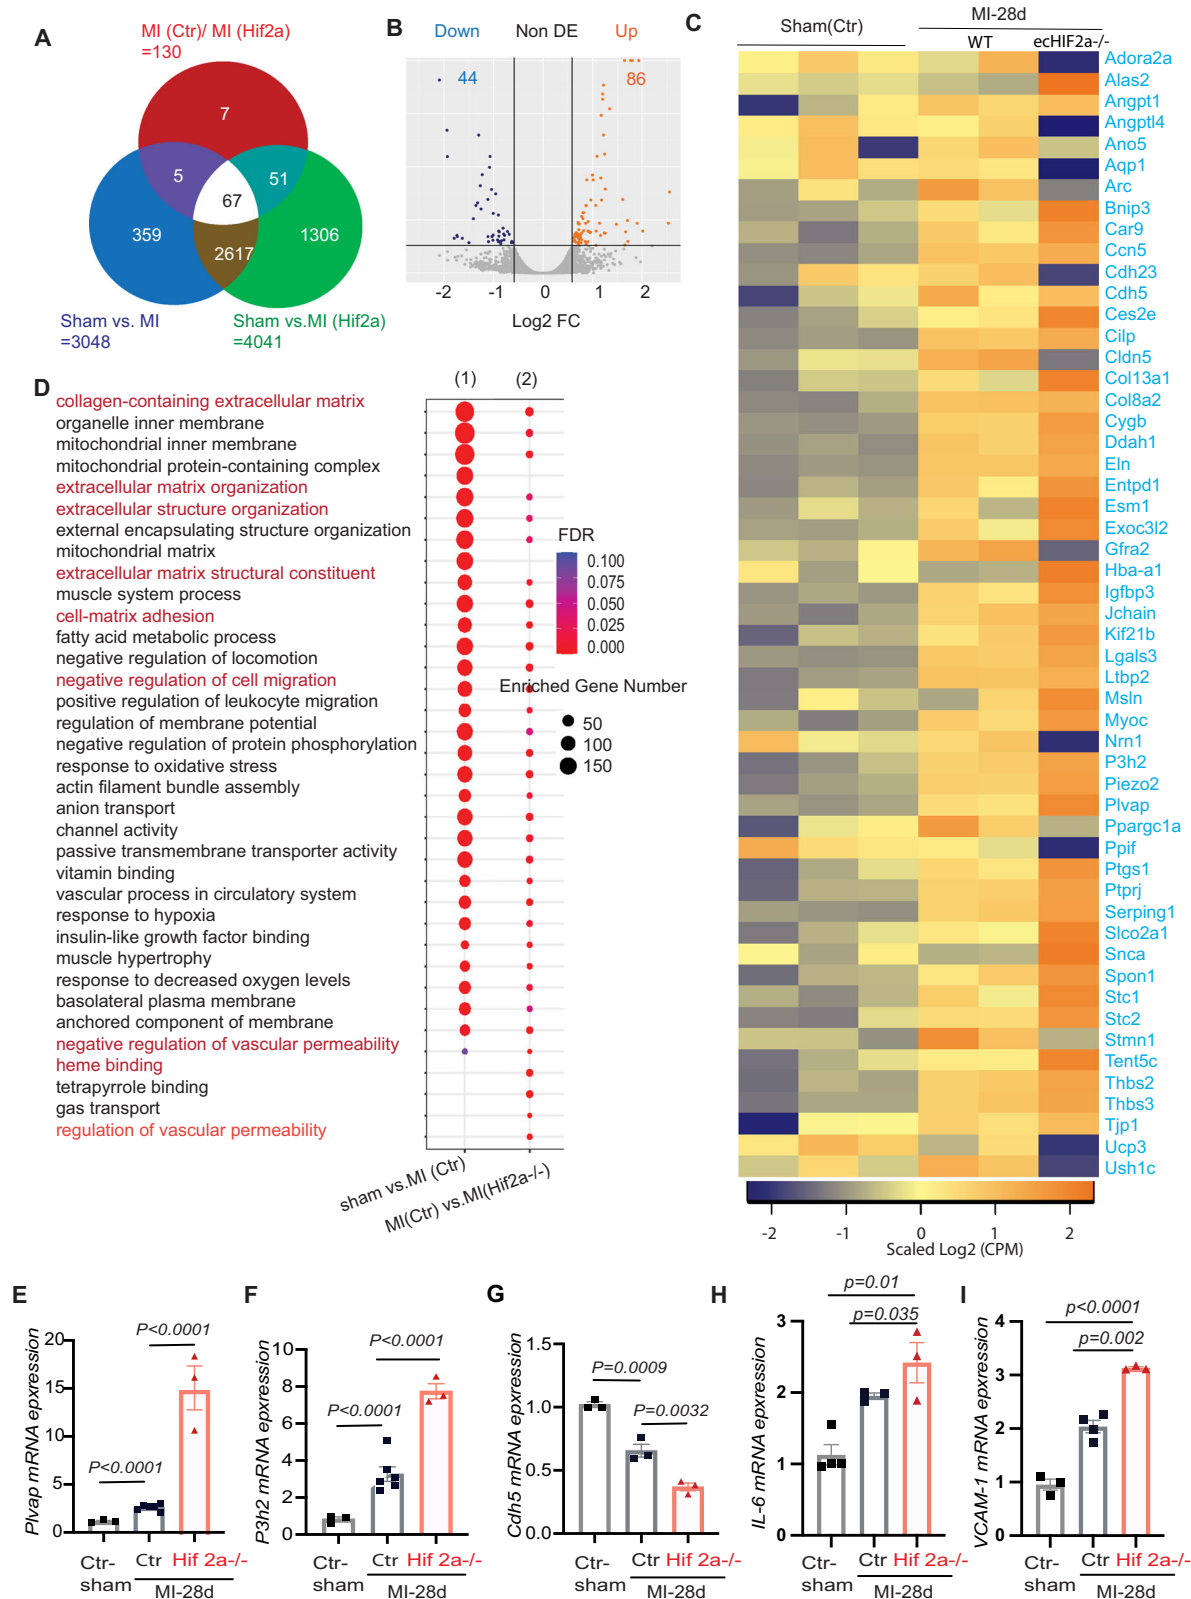 A
MI (Ctr)/ MI (Hif2a)
=130
7
5
51
67
359
1306
2617
Sham vs. MI
=3048
Sham vs.MI (Hif2a)
=4041
B
Down
Non DE
Up
44
86
-2
-1
0
1
2
Log2 FC
C
Sham(Ctr)
MI-28d
WT
ecHIF2a-/-
Adora2a
Alas2
Angpt1
Angptl4
Ano5
Aqp1
Arc
Bnip3
Car9
Ccn5
Cdh23
Cdh5
Ces2e
Cilp
Cldn5
Col13a1
Col8a2
Cygb
Ddah1
Eln
Entpd1
Esm1
Exoc3l2
Gfra2
Hba-a1
Igfbp3
Jchain
Kif21b
Lgals3
Ltbp2
Msln
Myoc
Nrn1
P3h2
Piezo2
Plvap
Ppargc1a
Ppif
Ptgs1
Ptprj
Serping1
Slco2a1
Snca
Spon1
Stc1
Stc2
Stmn1
Tent5c
Thbs2
Thbs3
Tjp1
Ucp3
Ush1c
-2
-1
0
1
2
Scaled Log2 (CPM)
D
(1)
(2)
collagen-containing extracellular matrix
organelle inner membrane
mitochondrial inner membrane
mitochondrial protein-containing complex
extracellular matrix organization
extracellular structure organization
external encapsulating structure organization
mitochondrial matrix
extracellular matrix structural constituent
muscle system process
cell-matrix adhesion
fatty acid metabolic process
negative regulation of locomotion
negative regulation of cell migration
positive regulation of leukocyte migration
regulation of membrane potential
negative regulation of protein phosphorylation
response to oxidative stress
actin filament bundle assembly
anion transport
channel activity
passive transmembrane transporter activity
vitamin binding
vascular process in circulatory system
response to hypoxia
insulin-like growth factor binding
muscle hypertrophy
response to decreased oxygen levels
basolateral plasma membrane
anchored component of membrane
negative regulation of vascular permeability
heme binding
tetrapyrrole binding
gas transport
regulation of vascular permeability
FDR
0.100
0.075
0.050
0.025
0.000
Enriched Gene Number
50
100
150
sham vs.MI (Ctr)
MI(Ctr) vs.MI(Hif2a-/-)
E
Plvap mRNA epxression
20
15
10
5
0
P<0.0001
P<0.0001
Ctr-
sham
Ctr
Hif 2a-/-
MI-28d
F
P3h2 mRNA epxression
10
8
6
4
2
0
P<0.0001
P<0.0001
Ctr-
sham
Ctr
Hif 2a-/-
MI-28d
G
Cdh5 mRNA epxression
1.5
1.0
0.5
0.0
P=0.0009
P=0.0032
Ctr-
sham
Ctr
Hif 2a-/-
MI-28d
H
IL-6 mRNA epxression
3
2
1
0
p=0.01
p=0.035
Ctr-
sham
Ctr
Hif 2a-/-
MI-28d
I
VCAM-1 mRNA epxression
4
3
2
1
0
p<0.0001
p=0.002
Ctr-
sham
Ctr
Hif 2a-/-
MI-28d